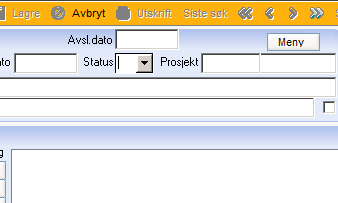 Lagre Avbryt Utskrift Siste søk
Avsl.dato Meny
Status Prosjekt